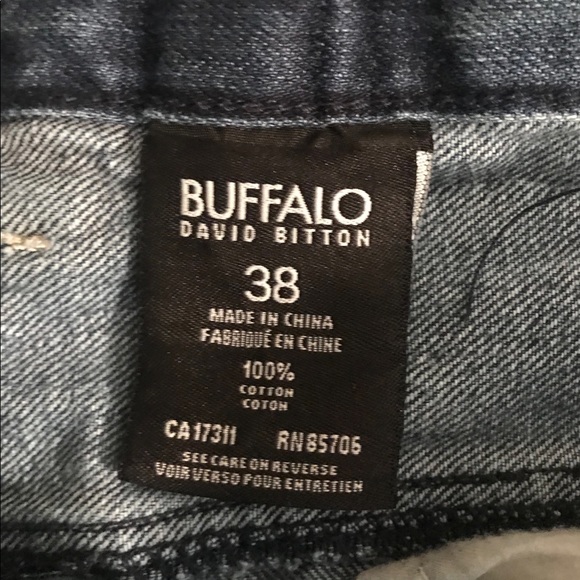 BUFFALO
DAVID BITTON
38
MADE IN CHINA
FABRIQUÉ EN CHINE
100%
COTTON
COTON
CA17311 RN85706
SEE CARE ON REVERSE
VOIR VERSO POUR ENTRETIEN